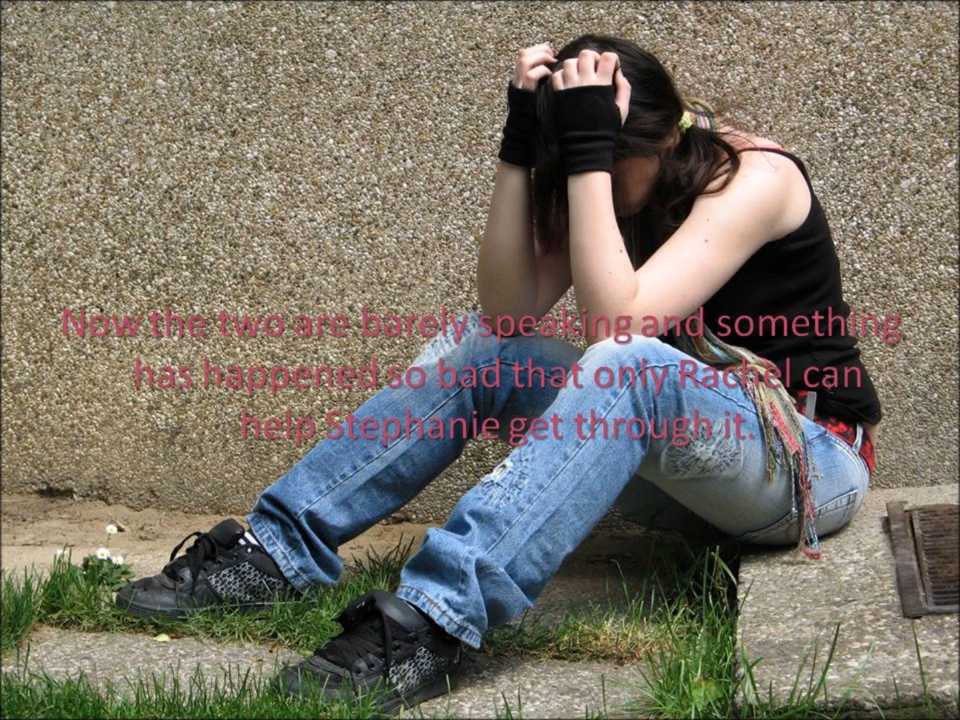 Now the two are barely speaking and something
has happened so bad that only Rachel can
help Stephanie get through it.